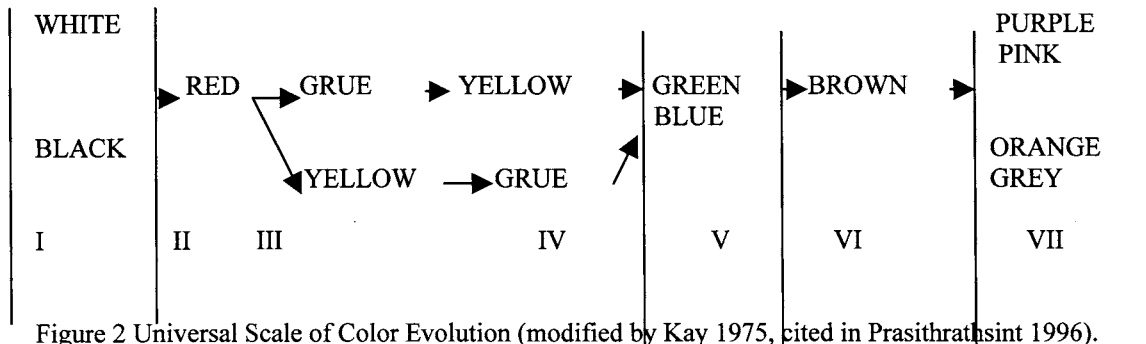 WHITE PURPLE
PINK
RED GRUE YELLOW GREEN BROWN
BLUE
BLACK ORANGE
YELLOW GRUE GREY
I II III IV V VI VII
Figure 2 Universal Scale of Color Evolution (modified by Kay 1975, cited in Prasithrathsint 1996).